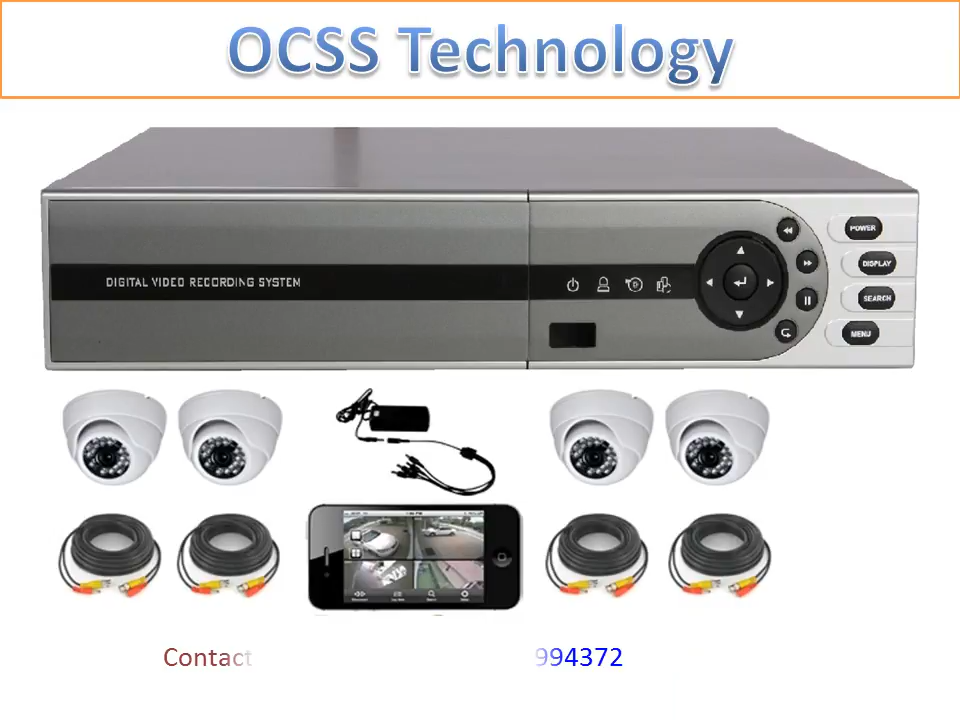 OCSS Technology
DIGITAL VIDEO RECORDING SYSTEM
POWER
DISPLAY
SEARCH
MENU
Contact 994372